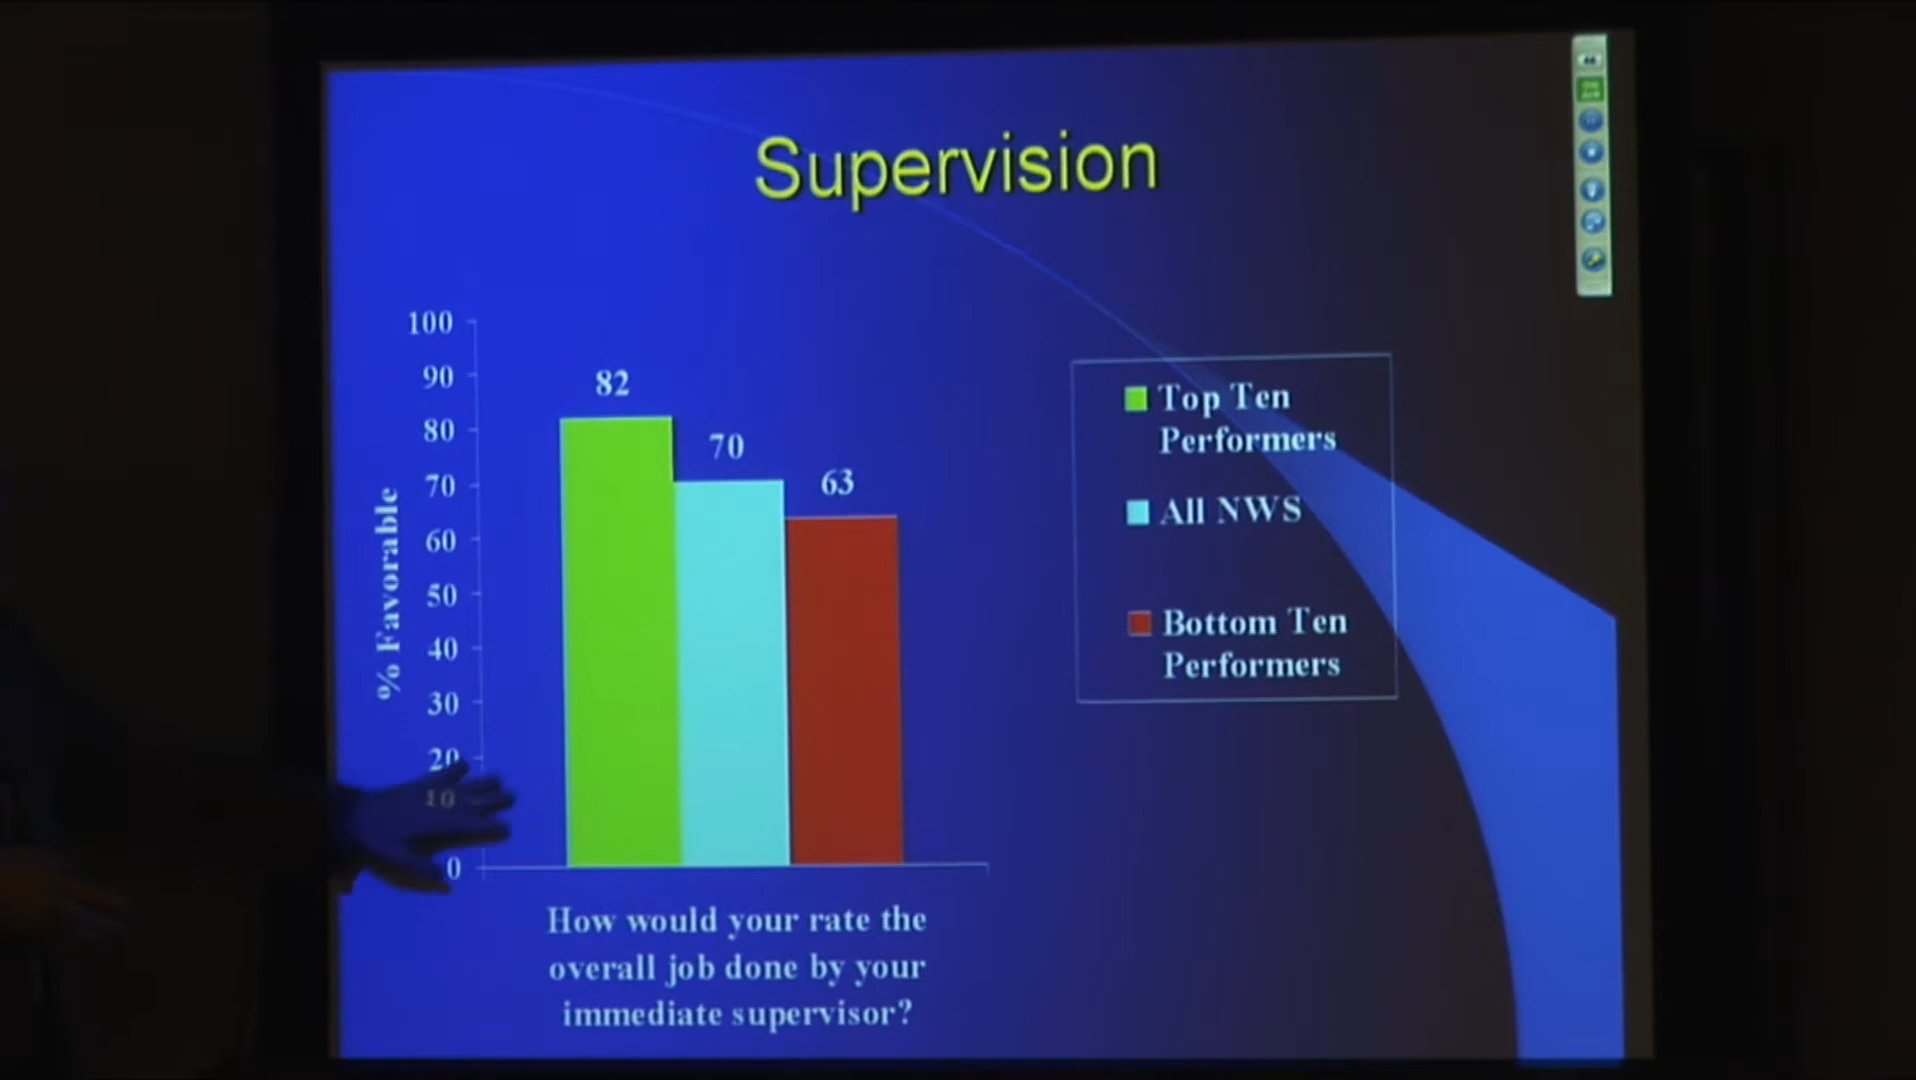 Supervision
100
90
80
70
60
50
40
30
20
10
0
% Favorable
82
70
63
Top Ten
Performers
All NWS
Bottom Ten
Performers
How would your rate the
overall job done by your
immediate supervisor?